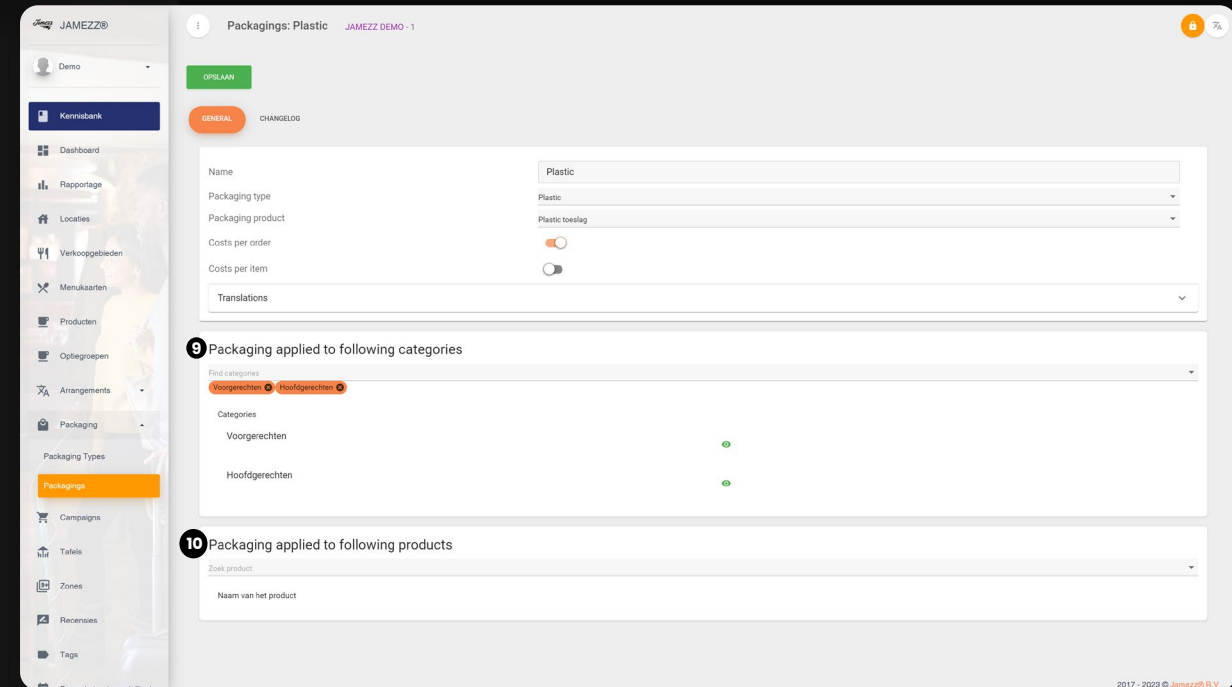 Jamezz JAMEZZ®
Demo
Kennisbank
Dashboard
Rapportage
Locaties
Verkoopgebieden
Menukaarten
Producten
Optiegroepen
Arrangements
Packaging
Packaging Types
Packagings
Campaigns
Tafels
Zones
Recensies
Tags
Packagings: Plastic JAMEZZ DEMO - 1
OPSLAAN
GENERAL CHANGELOG
Name Plastic
Packaging type Plastic
Packaging product Plastic toeslag
Costs per order
Costs per item
Translations
9 Packaging applied to following categories
Find categories
Voorgerechten Hoofdgerechten
Categories
Voorgerechten
Hoofdgerechten
10 Packaging applied to following products
Zoek product
Naam van het product
2017 - 2023 © Jamezz® B.V.